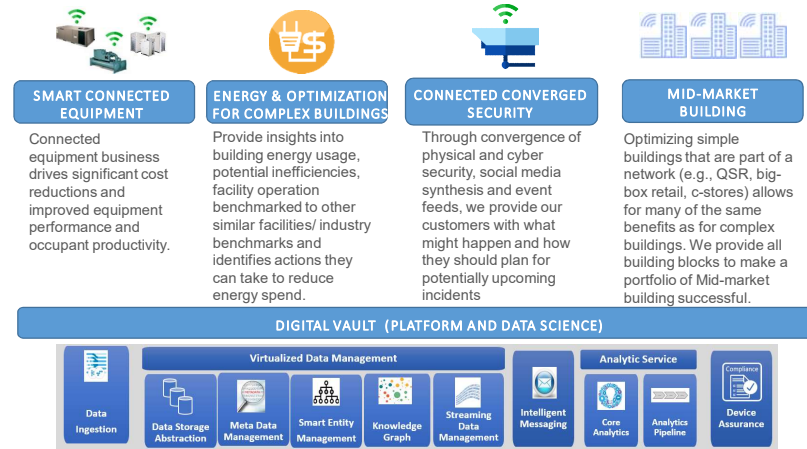 SMART CONNECTED
EQUIPMENT
Connected
equipment business
drives significant cost
reductions and
improved equipment
performance and
occupant productivity.
ENERGY & OPTIMIZATION
FOR COMPLEX BUILDINGS
Provide insights into
building energy usage,
potential inefficiencies,
facility operation
benchmarked to other
similar facilities/ industry
benchmarks and
identifies actions they
can take to reduce
energy spend.
CONNECTED CONVERGED
SECURITY
Through convergence of
physical and cyber
security, social media
synthesis and event
feeds, we provide our
customers with what
might happen and how
they should plan for
potentially upcoming
incidents
MID-MARKET
BUILDING
Optimizing simple
buildings that are part of a
network (e.g., QSR, big-
box retail, c-stores) allows
for many of the same
benefits as for complex
buildings. We provide all
building blocks to make a
portfolio of Mid-market
building successful.
DIGITAL VAULT (PLATFORM AND DATA SCIENCE)
Data
Ingestion
Virtualized Data Management
Data Storage
Abstraction
Meta Data
Management
Smart Entity
Management
Knowledge
Graph
Streaming
Data
Management
Intelligent
Messaging
Analytic Service
Core
Analytics
Analytics
Pipeline
Compliance
Device
Assurance